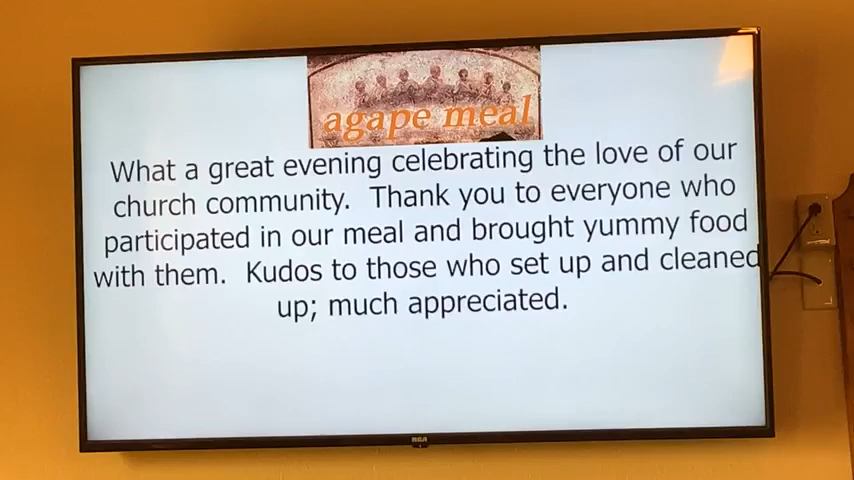 agape meal
What a great evening celebrating the love of our
church community. Thank you to everyone who
participated in our meal and brought yummy food
with them. Kudos to those who set up and cleaned
up; much appreciated.
RCA